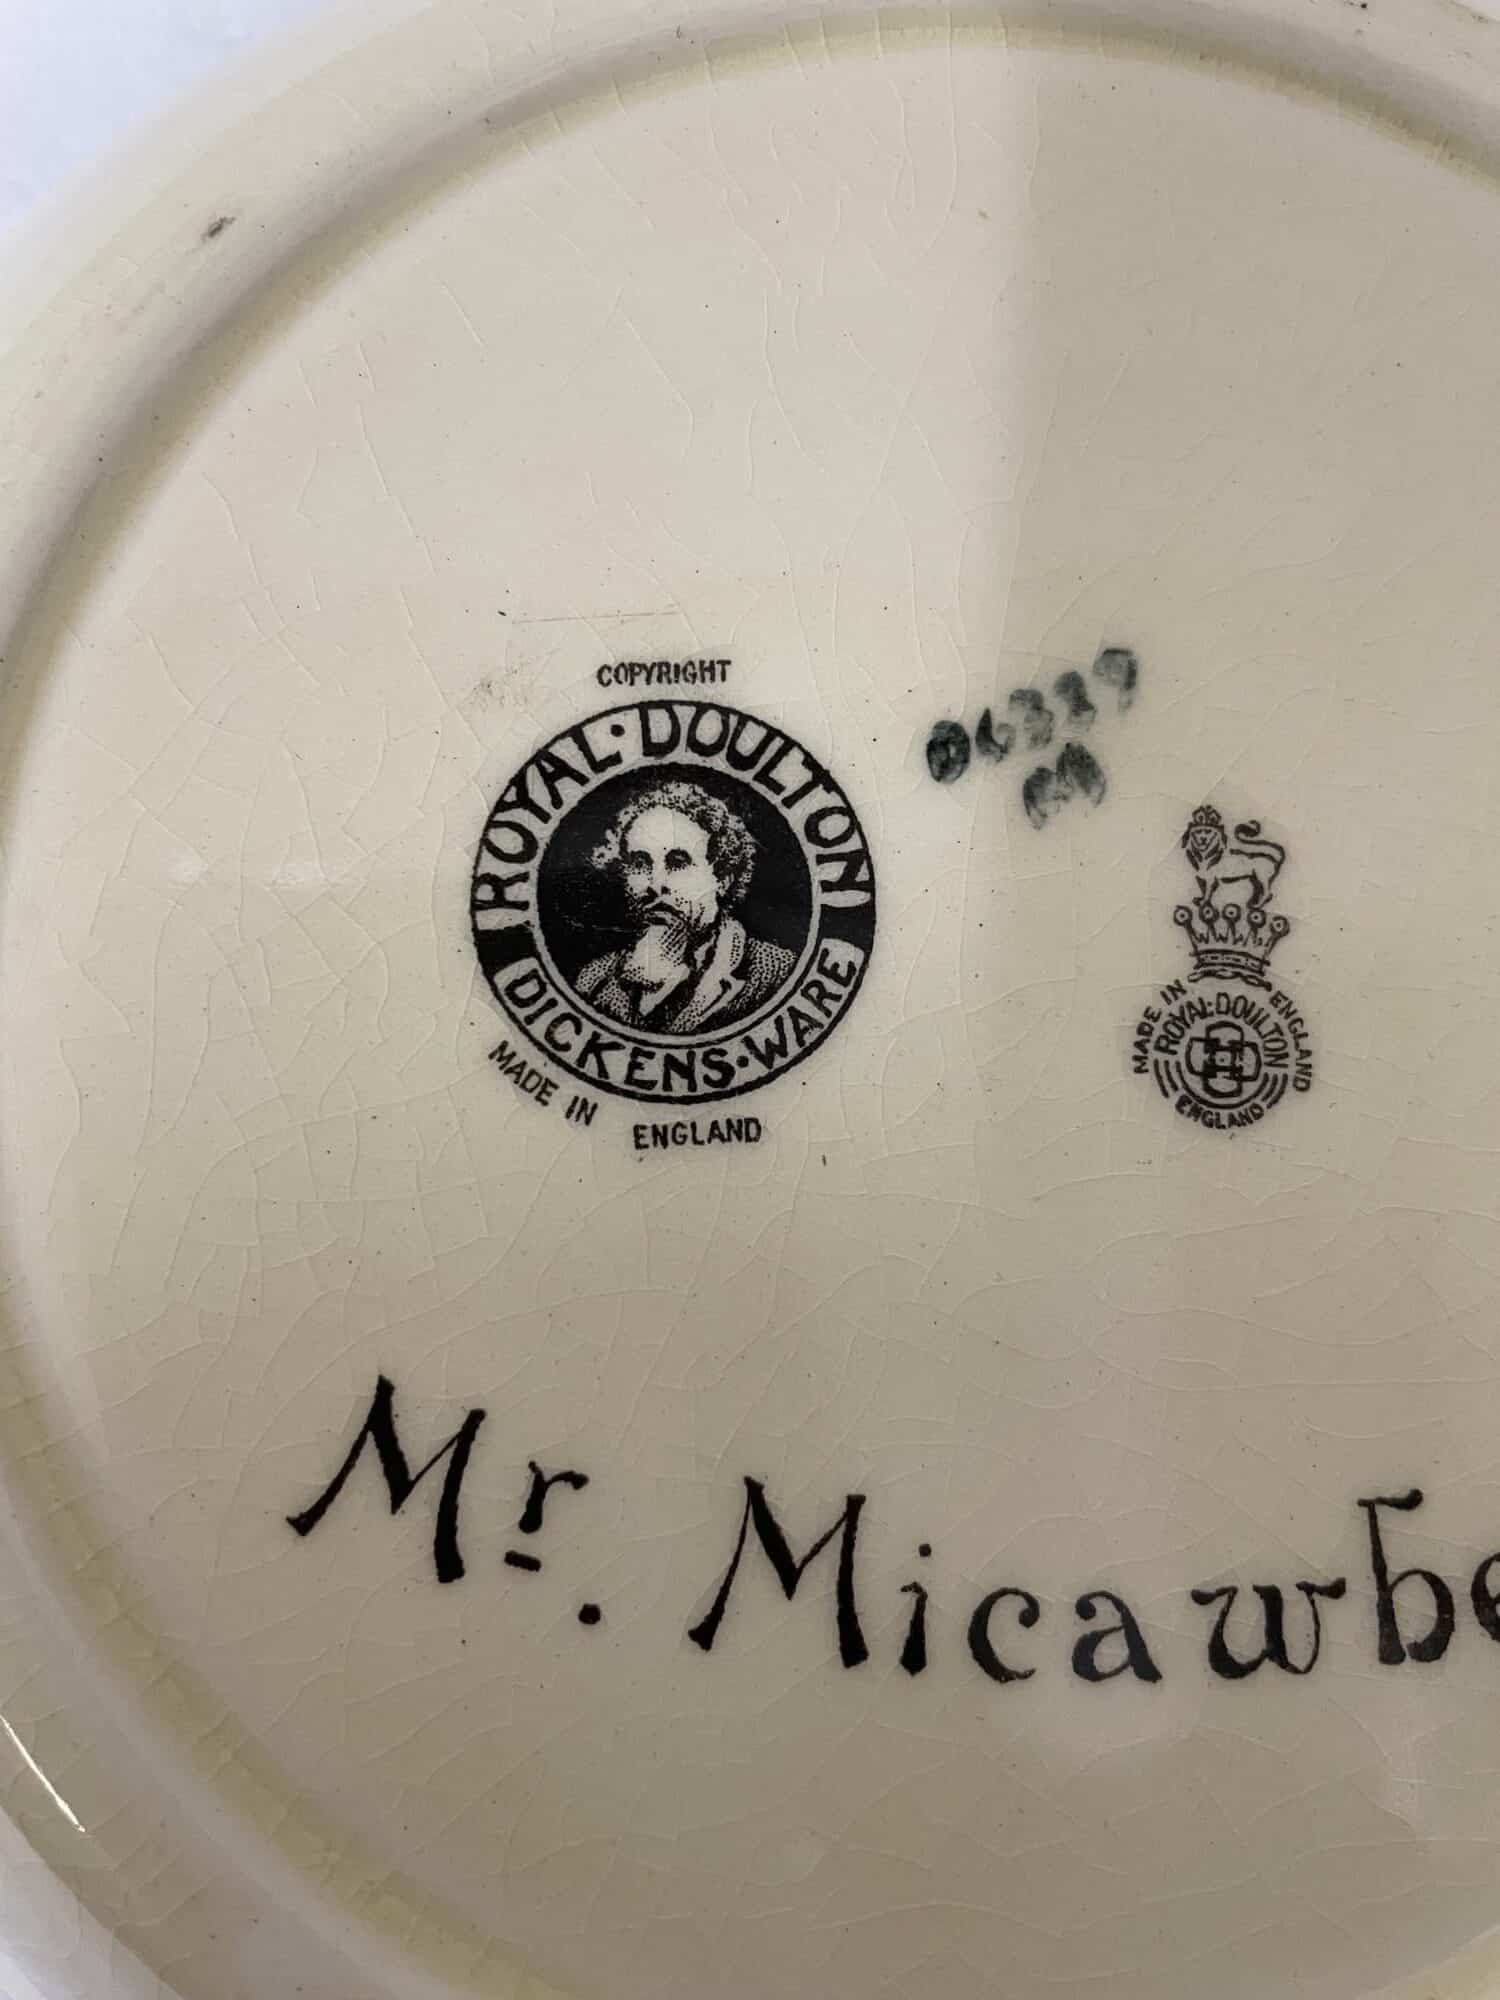 COPYRIGHT
ROYAL·DOULTON
DICKENS·WARE
MADE IN ENGLAND
MADE IN ENGLAND
ROYAL·DOULTON
ENGLAND
Mr. Micawbe